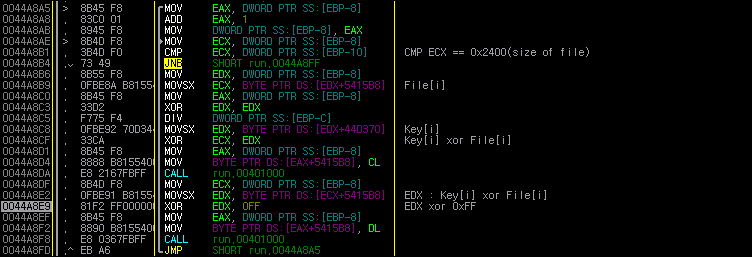 0044A8A5 > 8B45 F8 MOV EAX, DWORD PTR SS:[EBP-8]
0044A8A8 . 83C0 01 ADD EAX, 1
0044A8AB . 8945 F8 MOV DWORD PTR SS:[EBP-8], EAX
0044A8AE > 8B4D F8 MOV ECX, DWORD PTR SS:[EBP-8]
0044A8B1 . 3B4D F0 CMP ECX, DWORD PTR SS:[EBP-10] CMP ECX == 0x2400(size of file)
0044A8B4 .v 73 49 JNB SHORT run.0044A8FF
0044A8B6 . 8B55 F8 MOV EDX, DWORD PTR SS:[EBP-8]
0044A8B9 . 0FBE8A B8155 MOVSX ECX, BYTE PTR DS:[EDX+5415B8] File[i]
0044A8C0 . 8B45 F8 MOV EAX, DWORD PTR SS:[EBP-8]
0044A8C3 . 33D2 XOR EDX, EDX
0044A8C5 . F775 F4 DIV DWORD PTR SS:[EBP-C]
0044A8C8 . 0FBE92 70D34 MOVSX EDX, BYTE PTR DS:[EDX+44D370] Key[i]
0044A8CF . 33CA XOR ECX, EDX Key[i] xor File[i]
0044A8D1 . 8B45 F8 MOV EAX, DWORD PTR SS:[EBP-8]
0044A8D4 . 8888 B8155400 MOV BYTE PTR DS:[EAX+5415B8], CL
0044A8DA . E8 2167FBFF CALL run.00401000
0044A8DF . 8B4D F8 MOV ECX, DWORD PTR SS:[EBP-8]
0044A8E2 . 0FBE91 B8155 MOVSX EDX, BYTE PTR DS:[ECX+5415B8] EDX : Key[i] xor File[i]
0044A8E9 . 81F2 FF00000 XOR EDX, 0FF EDX xor 0xFF
0044A8EF . 8B45 F8 MOV EAX, DWORD PTR SS:[EBP-8]
0044A8F2 . 8890 B8155400 MOV BYTE PTR DS:[EAX+5415B8], DL
0044A8F8 . E8 0367FBFF CALL run.00401000
0044A8FD .^ EB A6 JMP SHORT run.0044A8A5